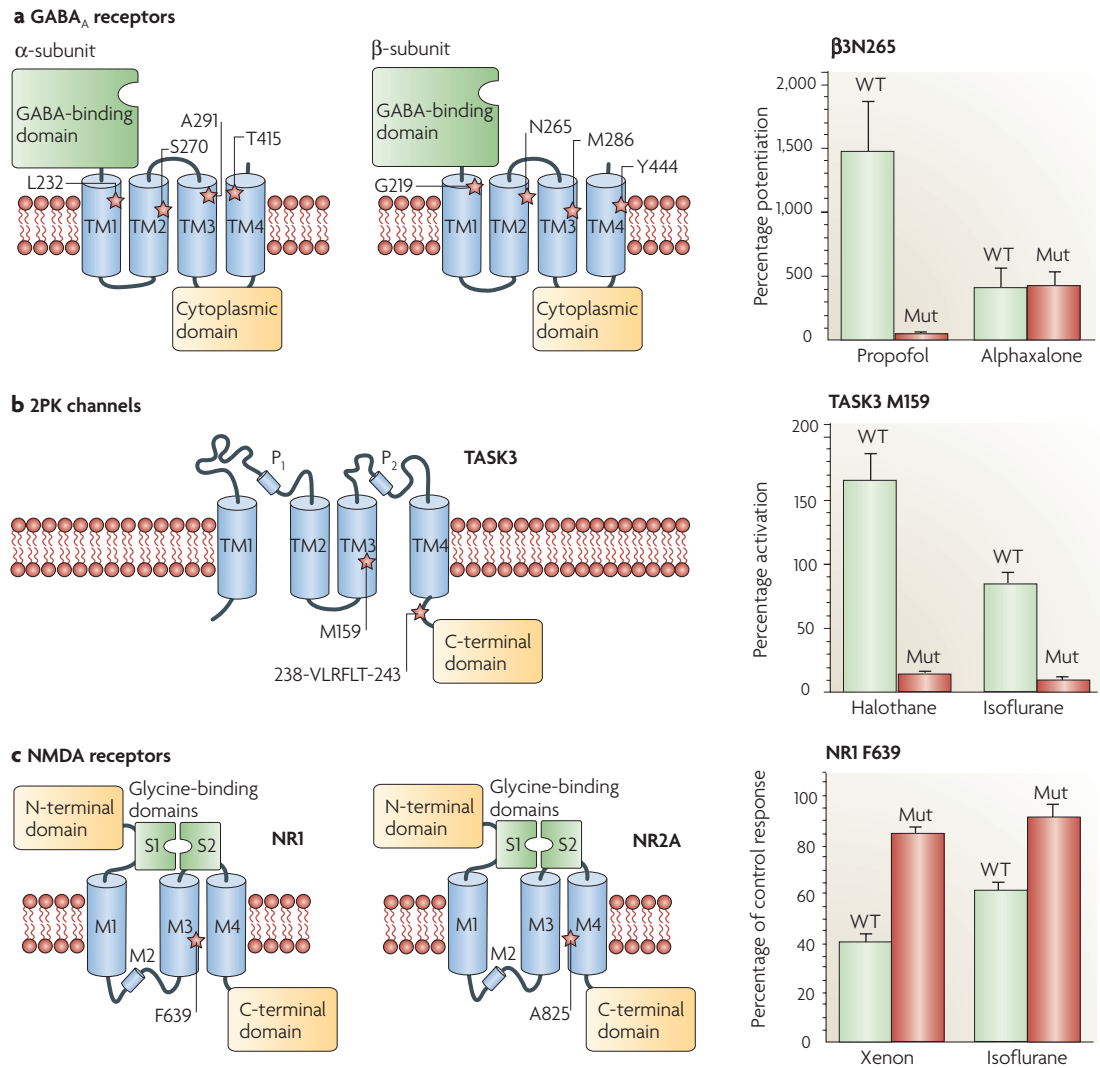 a GABAA receptors
α-subunit
GABA-binding
domain
L232
S270
A291
T415
TM1
TM2
TM3
TM4
Cytoplasmic
domain
β-subunit
GABA-binding
domain
G219
N265
M286
Y444
TM1
TM2
TM3
TM4
Cytoplasmic
domain
β3N265
Percentage potentiation
2,000
1,500
1,000
500
0
WT
Mut
WT
Mut
Propofol
Alphaxalone
b 2PK channels
P1
P2
TASK3
TM1
TM2
TM3
TM4
M159
238-VLRFLT-243
C-terminal
domain
TASK3 M159
Percentage activation
200
150
100
50
0
WT
Mut
WT
Mut
Halothane
Isoflurane
c NMDA receptors
N-terminal
domain
Glycine-binding
domains
S1
S2
NR1
M1
M2
M3
M4
F639
C-terminal
domain
N-terminal
domain
Glycine-binding
domains
S1
S2
NR2A
M1
M2
M3
M4
A825
C-terminal
domain
NR1 F639
Percentage of control response
100
80
60
40
20
0
WT
Mut
WT
Mut
Xenon
Isoflurane